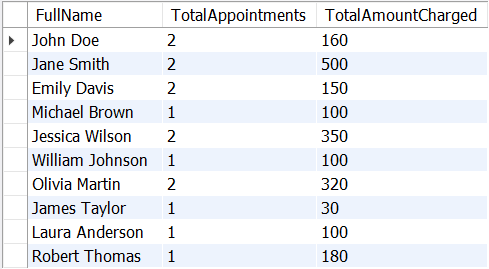 FullName TotalAppointments TotalAmountCharged
John Doe 2 160
Jane Smith 2 500
Emily Davis 2 150
Michael Brown 1 100
Jessica Wilson 2 350
William Johnson 1 100
Olivia Martin 2 320
James Taylor 1 30
Laura Anderson 1 100
Robert Thomas 1 180